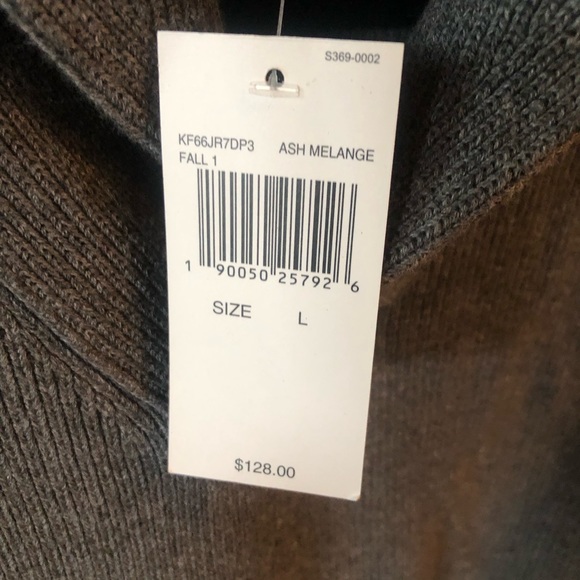 S369-0002
KF66JR7DP3 ASH MELANGE
FALL 1
1 90050 25792 6
SIZE L
$128.00